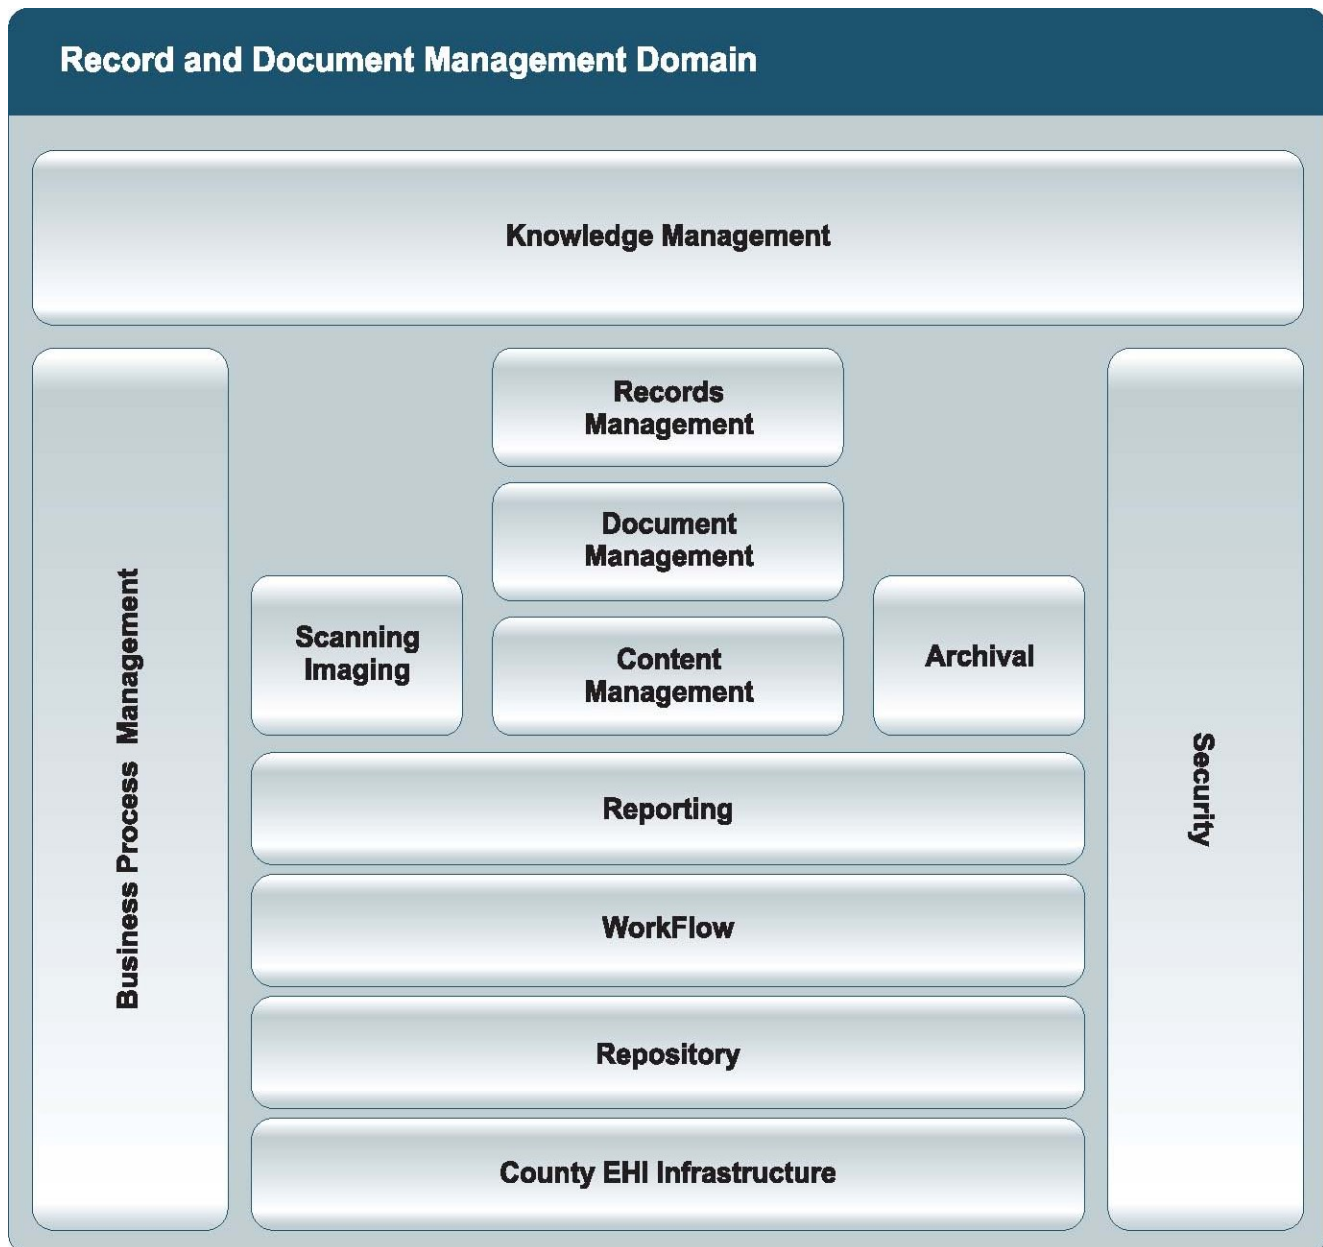 Record and Document Management Domain
Knowledge Management
Business Process  Management
Records
Management
Document
Management
Scanning
Imaging
Content
Management
Archival
Reporting
WorkFlow
Repository
County EHI Infrastructure
Security